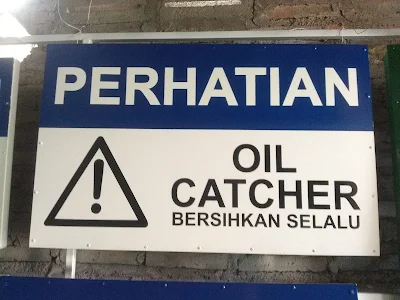 PERHATIAN
OIL
CATCHER
BERSIHKAN SELALU